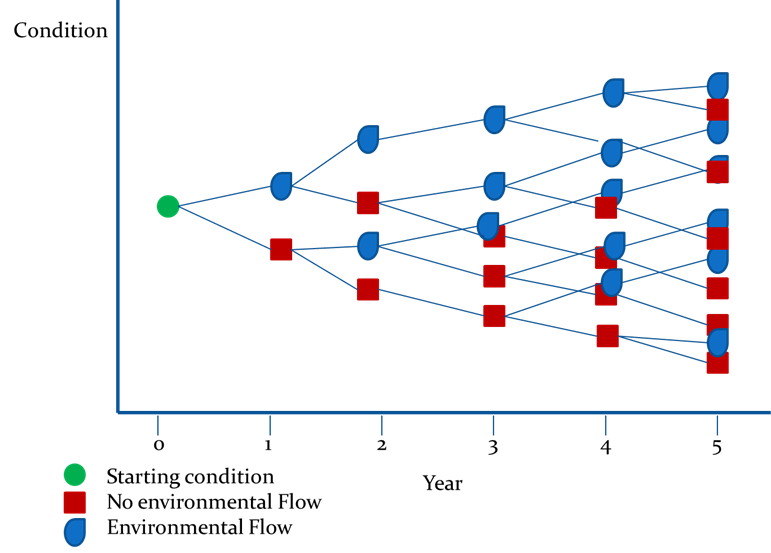 Condition
0 1 2 3 4 5
Year
Starting condition
No environmental Flow
Environmental Flow